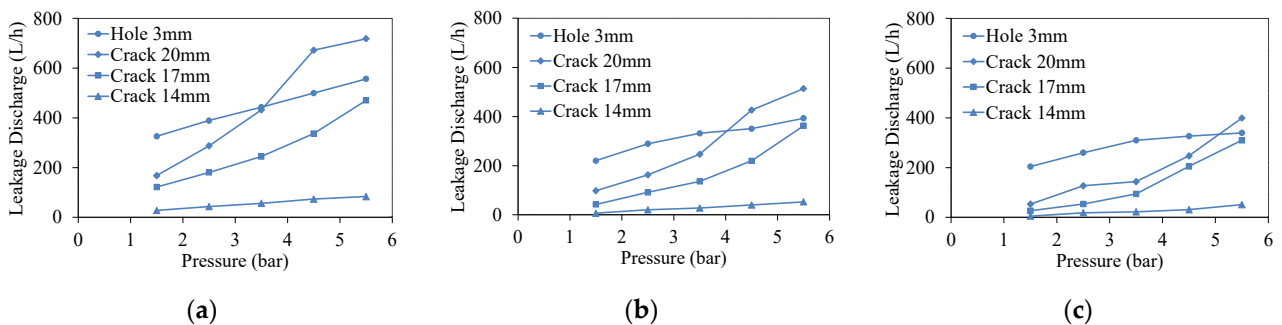 800
600
400
200
0
Leakage Discharge (L/h)
Hole 3mm
Crack 20mm
Crack 17mm
Crack 14mm
0 1 2 3 4 5 6
Pressure (bar)
(a)
800
600
400
200
0
Leakage Discharge (L/h)
Hole 3mm
Crack 20mm
Crack 17mm
Crack 14mm
0 1 2 3 4 5 6
Pressure (bar)
(b)
800
600
400
200
0
Leakage Discharge (L/h)
Hole 3mm
Crack 20mm
Crack 17mm
Crack 14mm
0 1 2 3 4 5 6
Pressure (bar)
(c)